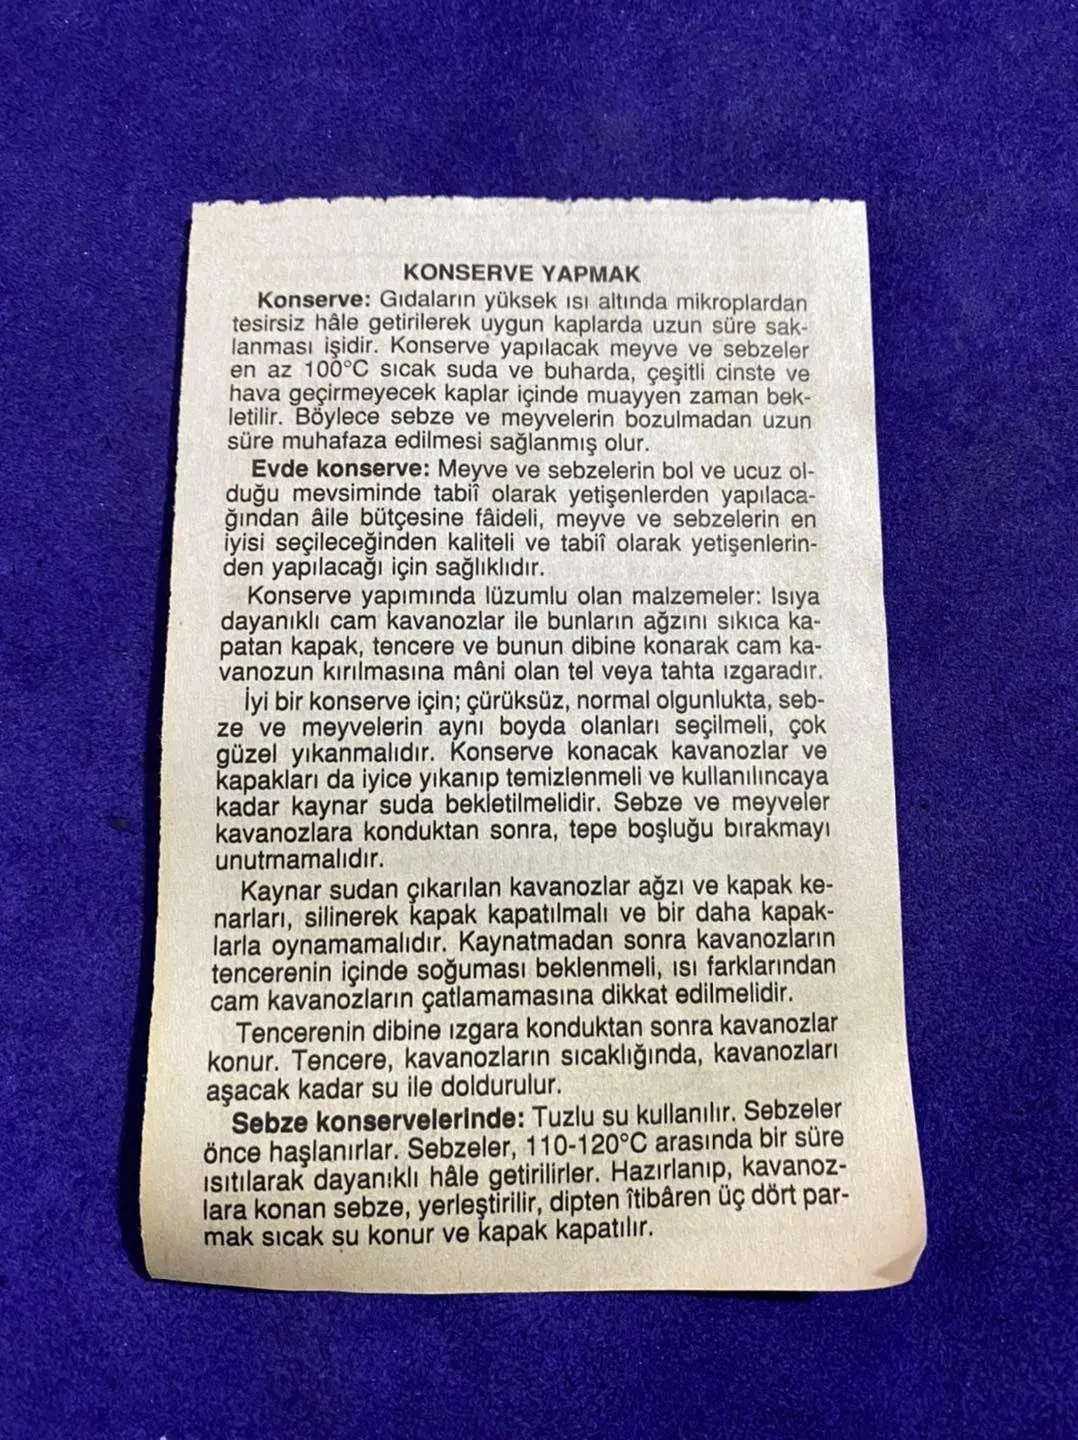 KONSERVE YAPMAK
Konserve: Gıdaların yüksek ısı altında mikroplardan
tesirsiz hâle getirilerek uygun kaplarda uzun süre sak-
lanması işidir. Konserve yapılacak meyve ve sebzeler
en az 100°C sıcak suda ve buharda, çeşitli cinste ve
hava geçirmeyecek kaplar içinde muayyen zaman bek-
letilir. Böylece sebze ve meyvelerin bozulmadan uzun
süre muhafaza edilmesi sağlanmış olur.
Evde konserve: Meyve ve sebzelerin bol ve ucuz ol-
duğu mevsiminde tabiî olarak yetişenlerden yapılaca-
ğından âile bütçesine fâideli, meyve ve sebzelerin en
iyisi seçileceğinden kaliteli ve tabiî olarak yetişenlerin-
den yapılacağı için sağlıklıdır.
Konserve yapımında lüzumlu olan malzemeler: Isıya
dayanıklı cam kavanozlar ile bunların ağzını sıkıca ka-
patan kapak, tencere ve bunun dibine konarak cam ka-
vanozun kırılmasına mâni olan tel veya tahta ızgaradır.
İyi bir konserve için; çürüksüz, normal olgunlukta, seb-
ze ve meyvelerin aynı boyda olanları seçilmeli, çok
güzel yıkanmalıdır. Konserve konacak kavanozlar ve
kapakları da iyice yıkanıp temizlenmeli ve kullanılıncaya
kadar kaynar suda bekletilmelidir. Sebze ve meyveler
kavanozlara konduktan sonra, tepe boşluğu bırakmayı
unutmamalıdır.
Kaynar sudan çıkarılan kavanozlar ağzı ve kapak ke-
narları, silinerek kapak kapatılmalı ve bir daha kapak-
larla oynamamalıdır. Kaynatmadan sonra kavanozların
tencerenin içinde soğuması beklenmeli, ısı farklarından
cam kavanozların çatlamamasına dikkat edilmelidir.
Tencerenin dibine ızgara konduktan sonra kavanozlar
konur. Tencere, kavanozların sıcaklığında, kavanozları
aşacak kadar su ile doldurulur.
Sebze konservelerinde: Tuzlu su kullanılır. Sebzeler
önce haşlanırlar. Sebzeler, 110-120°C arasında bir süre
ısıtılarak dayanıklı hâle getirilirler. Hazırlanıp, kavanoz-
lara konan sebze, yerleştirilir, dipten îtibâren üç dört par-
mak sıcak su konur ve kapak kapatılır.